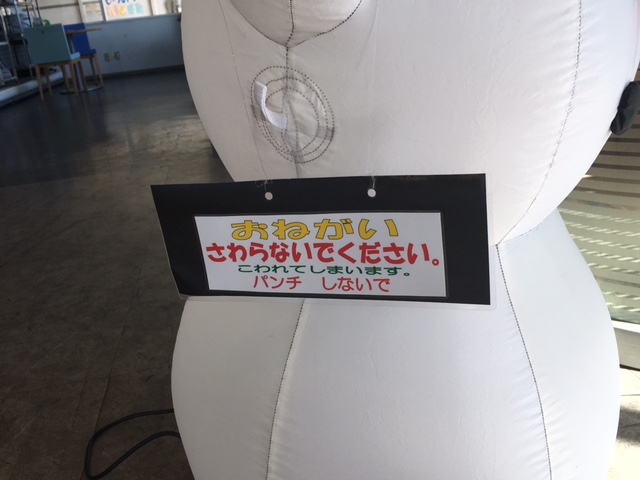 おねがい
さわらないでください。
こわれてしまいます。
パンチ　しないで